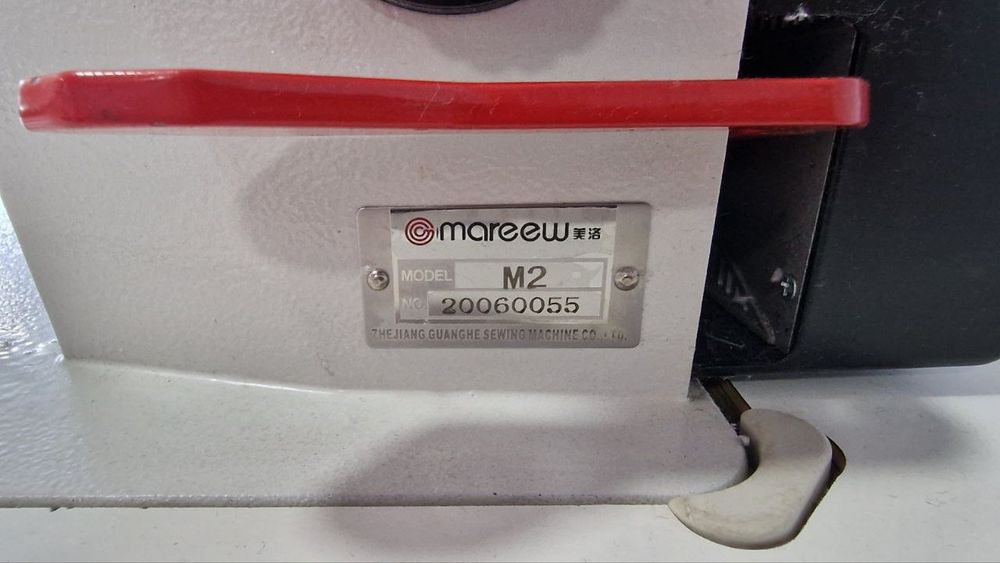 mareew 美洛
MODEL M2
NO. 20060055
ZHEJIANG GUANGHE SEWING MACHINE CO.,LTD.